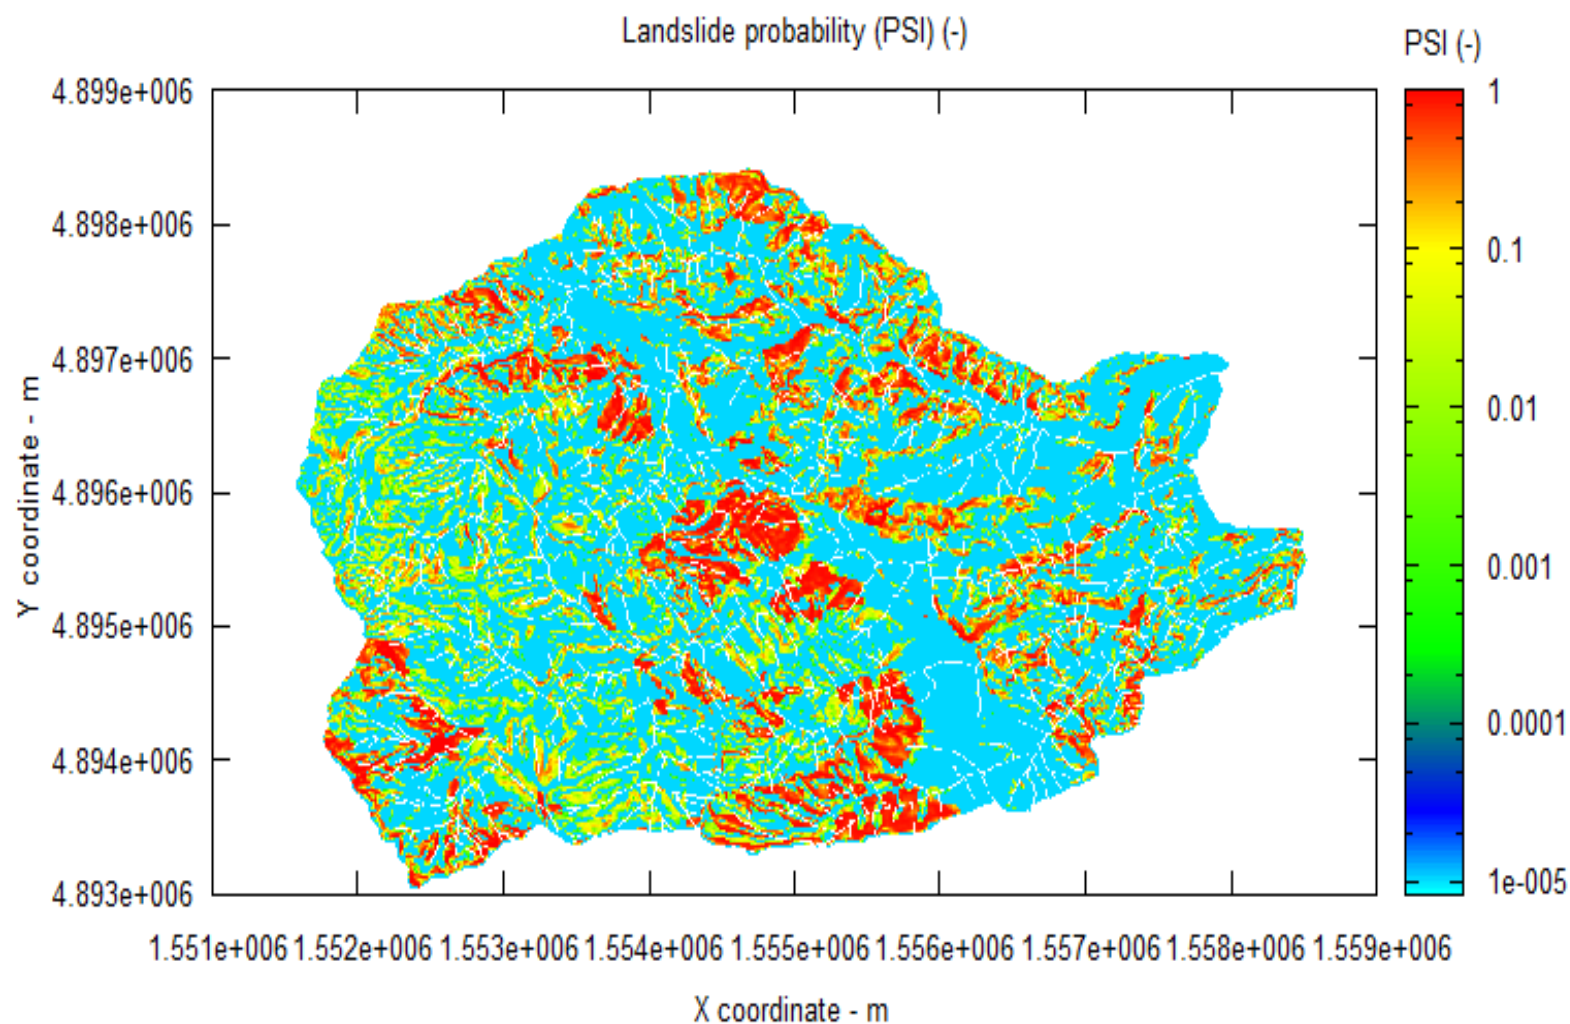 Landslide probability (PSI) (-)
PSI (-)
4.899e+006
4.898e+006
4.897e+006
4.896e+006
4.895e+006
4.894e+006
4.893e+006
Y coordinate - m
1
0.1
0.01
0.001
0.0001
1e-005
1.551e+006 1.552e+006 1.553e+006 1.554e+006 1.555e+006 1.556e+006 1.557e+006 1.558e+006 1.559e+006
X coordinate - m